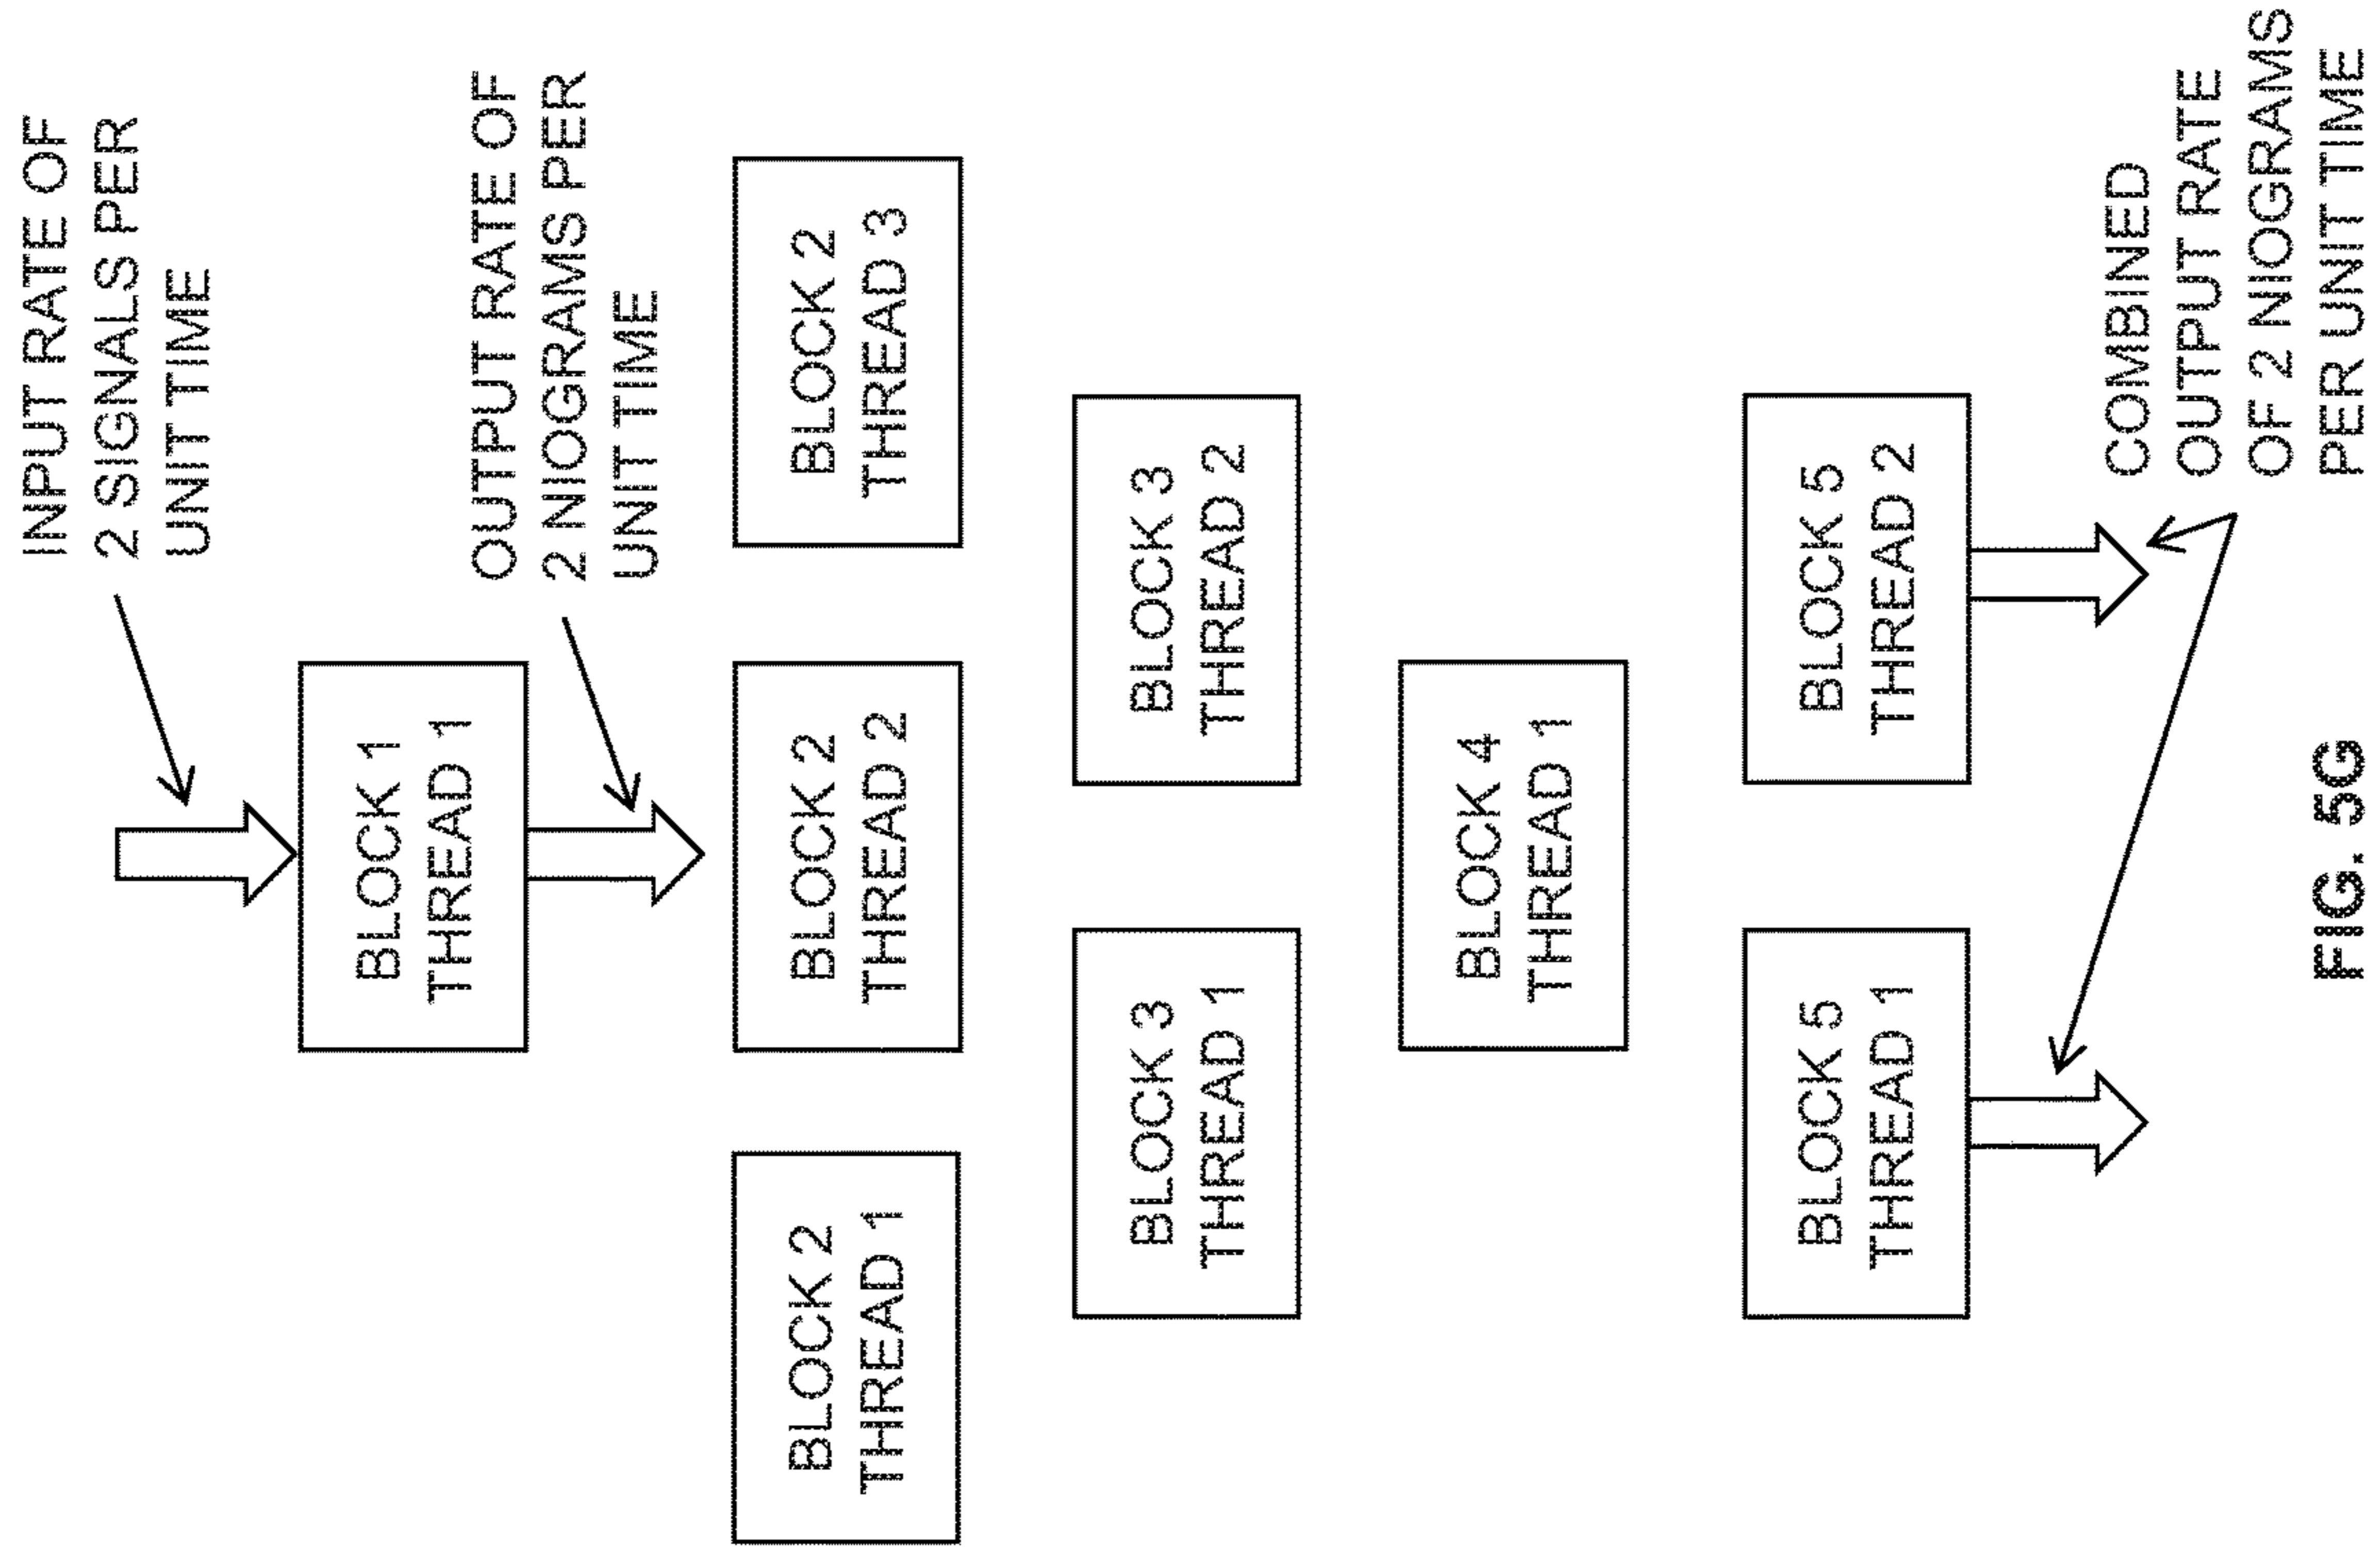 INPUT RATE OF
2 SIGNALS PER
UNIT TIME
BLOCK 1
THREAD 1
OUTPUT RATE OF
2 NIOGRAMS PER
UNIT TIME
BLOCK 2
THREAD 1
BLOCK 2
THREAD 2
BLOCK 2
THREAD 3
BLOCK 3
THREAD 1
BLOCK 3
THREAD 2
BLOCK 4
THREAD 1
BLOCK 5
THREAD 1
BLOCK 5
THREAD 2
COMBINED
OUTPUT RATE
OF 2 NIOGRAMS
PER UNIT TIME
FIG. 5G